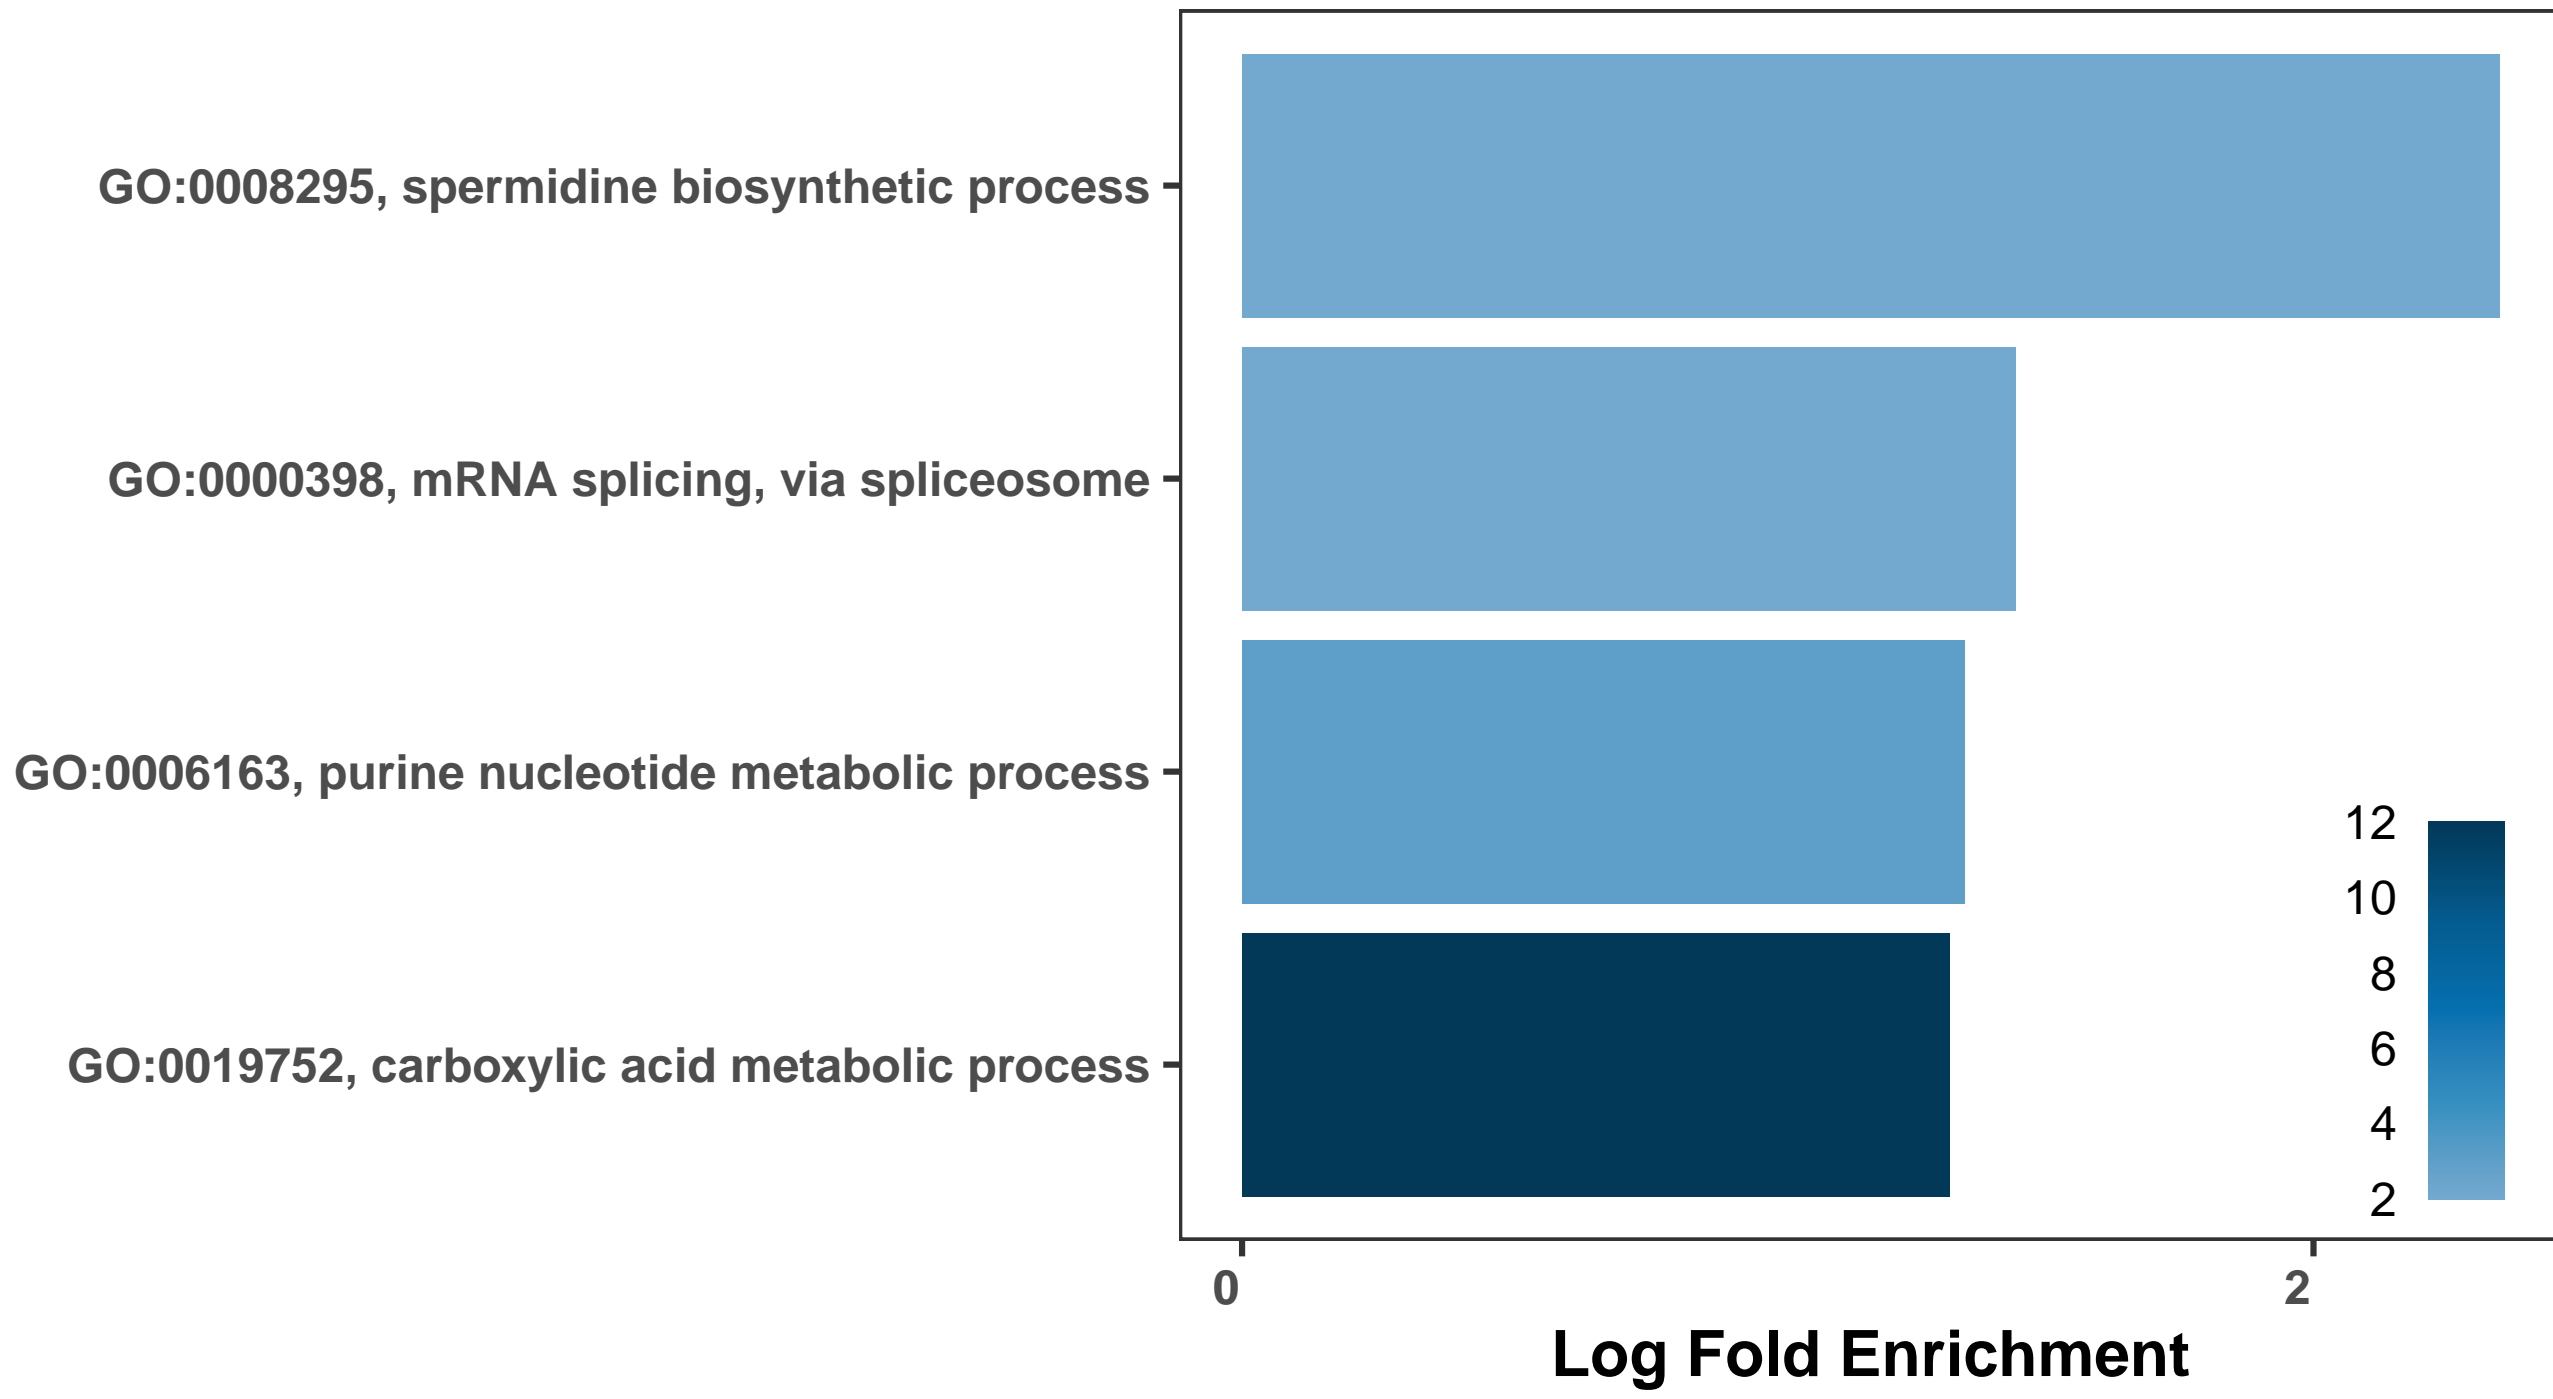 GO:0008295, spermidine biosynthetic process
GO:0000398, mRNA splicing, via spliceosome
GO:0006163, purine nucleotide metabolic process
GO:0019752, carboxylic acid metabolic process
12
10
8
6
4
2
0
2
Log Fold Enrichment